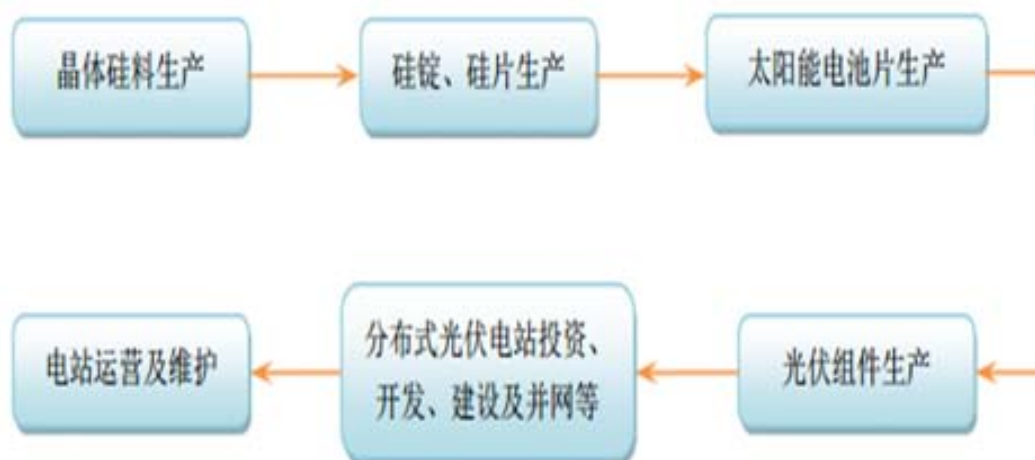 晶体硅料生产
硅锭、硅片生产
太阳能电池片生产
电站运营及维护
分布式光伏电站投资、
开发、建设及并网等
光伏组件生产